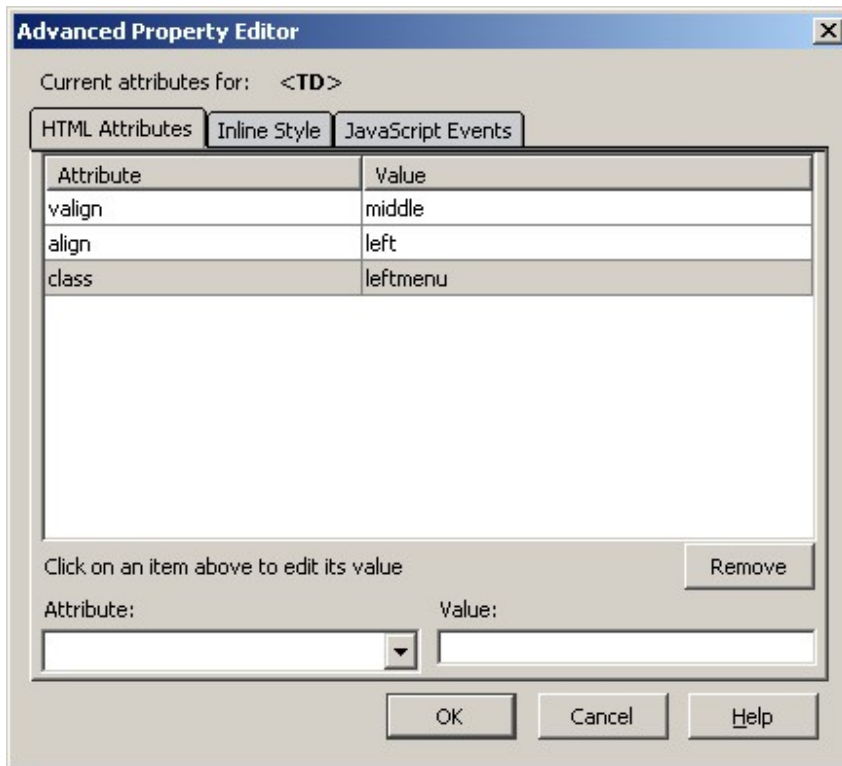 Advanced Property Editor
Current attributes for: <TD>
HTML Attributes Inline Style JavaScript Events
Attribute Value
valign middle
align left
class leftmenu
Click on an item above to edit its value Remove
Attribute: Value:
OK Cancel Help